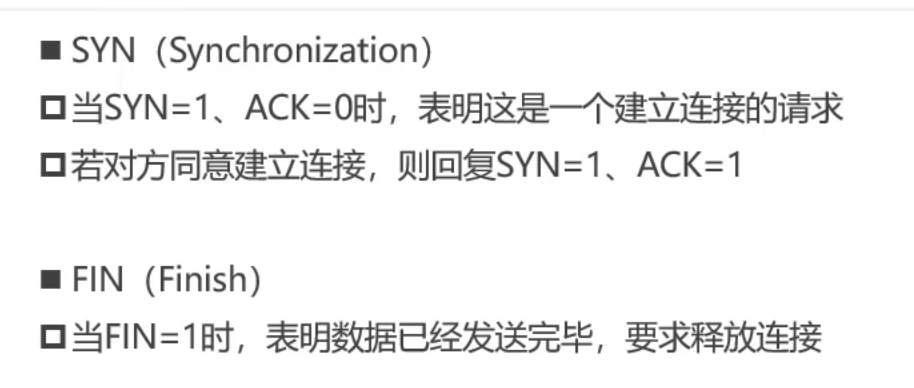 ■ SYN（Synchronization）
□ 当SYN=1、ACK=0时，表明这是一个建立连接的请求
□ 若对方同意建立连接，则回复SYN=1、ACK=1
■ FIN（Finish）
□ 当FIN=1时，表明数据已经发送完毕，要求释放连接